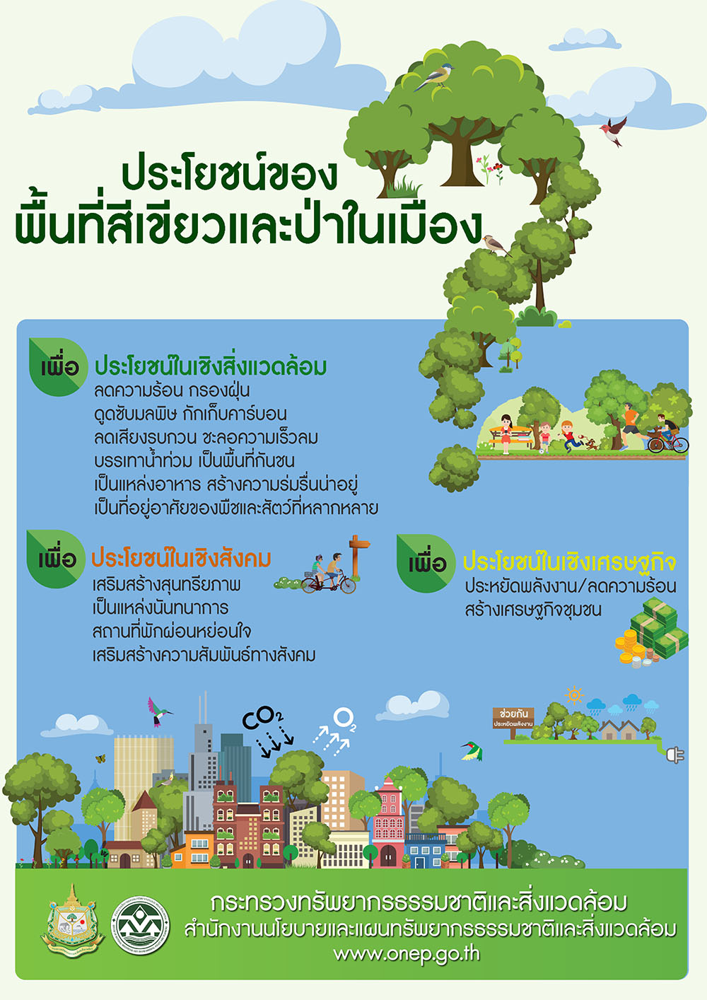 ประโยชน์ของ
พื้นที่สีเขียวและป่าในเมือง
เพื่อ ประโยชน์ในเชิงสิ่งแวดล้อม
ลดความร้อน กรองฝุ่น
ดูดซับมลพิษ กักเก็บคาร์บอน
ลดเสียงรบกวน ชะลอความเร็วลม
บรรเทาน้ำท่วม เป็นพื้นที่กันชน
เป็นแหล่งอาหาร สร้างความร่มรื่นน่าอยู่
เป็นที่อยู่อาศัยของพืชและสัตว์ที่หลากหลาย
เพื่อ ประโยชน์ในเชิงสังคม
เสริมสร้างสุนทรียภาพ
เป็นแหล่งนันทนาการ
สถานที่พักผ่อนหย่อนใจ
เสริมสร้างความสัมพันธ์ทางสังคม
เพื่อ ประโยชน์ในเชิงเศรษฐกิจ
ประหยัดพลังงาน/ลดความร้อน
สร้างเศรษฐกิจชุมชน
CO2
O2
ช่วยกัน
ประหยัดพลังงาน
กระทรวงทรัพยากรธรรมชาติและสิ่งแวดล้อม
สำนักงานนโยบายและแผนทรัพยากรธรรมชาติและสิ่งแวดล้อม
www.onep.go.th